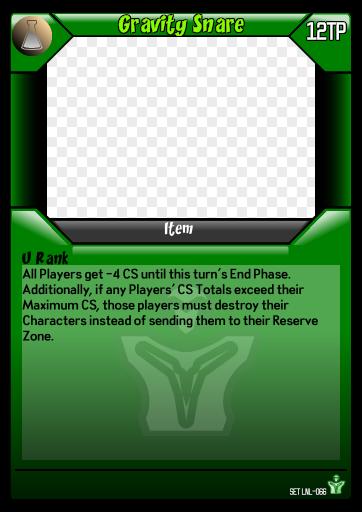 Gravity Snare
12TP
Item
U Rank
All Players get -4 CS until this turn's End Phase.
Additionally, if any Players' CS Totals exceed their
Maximum CS, those players must destroy their
Characters instead of sending them to their Reserve
Zone.
SET LNL-066